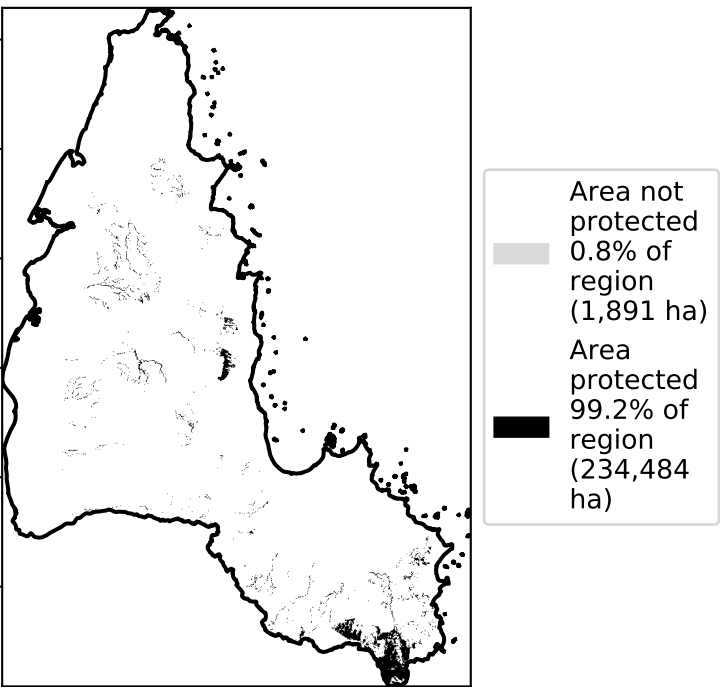 Area not
protected
0.8% of
region
(1,891 ha)
Area
protected
99.2% of
region
(234,484
ha)